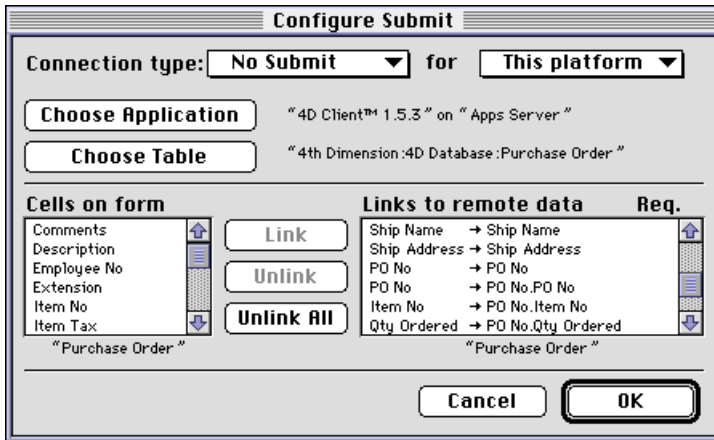 Configure Submit
Connection type: No Submit for This platform
Choose Application "4D Client™ 1.5.3" on "Apps Server"
Choose Table "4th Dimension:4D Database:Purchase Order"
Cells on form Links to remote data Req.
Comments
Description
Employee No
Extension
Item No
Item Tax
"Purchase Order"
Link
Unlink
Unlink All
Ship Name → Ship Name
Ship Address → Ship Address
PO No → PO No
PO No → PO No.PO No
Item No → PO No.Item No
Qty Ordered → PO No.Qty Ordered
"Purchase Order"
Cancel OK